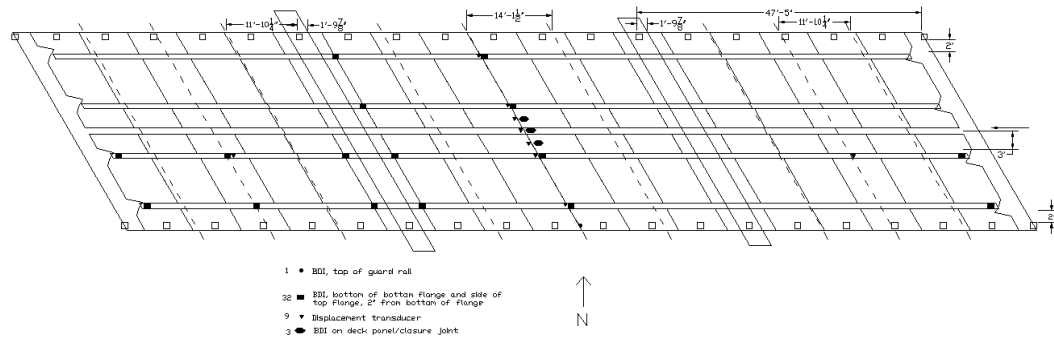 11'-10 1/4"
1'-9 7/8"
14'-1 1/2"
47'-5"
1'-9 7/8"
11'-10 1/4"
2'
3'
2
1 BDI, top of guard rail
32 BDI, bottom of bottom flange and side of
top flange, 2" from bottom of flange
9 Displacement transducer
3 BDI on deck panel/closure joint
N